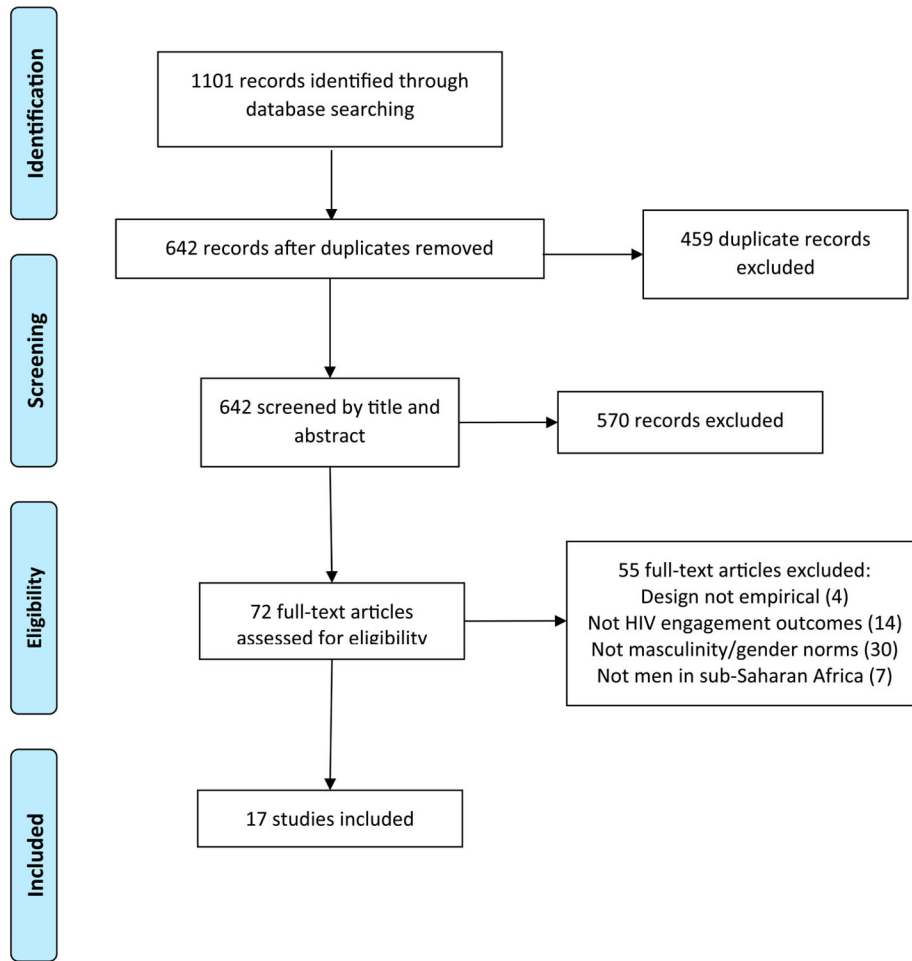 Identification
1101 records identified through
database searching
642 records after duplicates removed
459 duplicate records
excluded
Screening
642 screened by title and
abstract
570 records excluded
Eligibility
72 full-text articles
assessed for eligibility
55 full-text articles excluded:
Design not empirical (4)
Not HIV engagement outcomes (14)
Not masculinity/gender norms (30)
Not men in sub-Saharan Africa (7)
Included
17 studies included